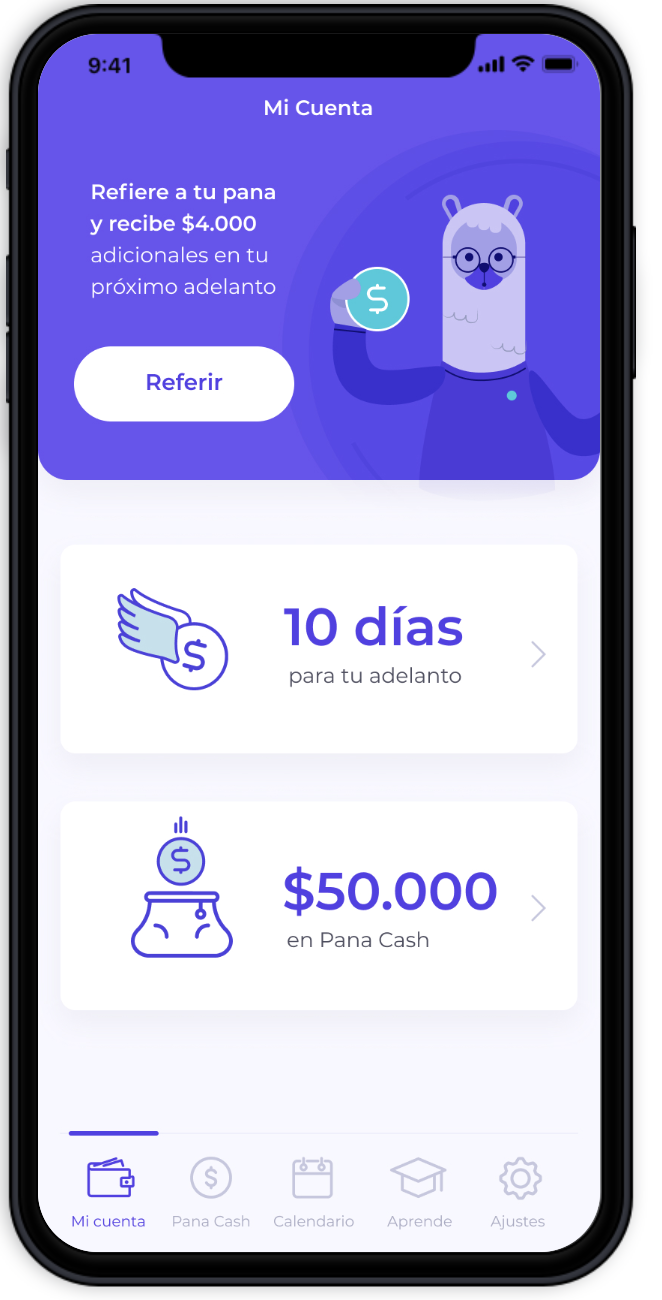 9:41
Mi Cuenta
Refiere a tu pana
y recibe $4.000
adicionales en tu
próximo adelanto
$
Referir
$
10 días
para tu adelanto
$
$50.000
en Pana Cash
$
Mi cuenta
Pana Cash
Calendario
Aprende
Ajustes